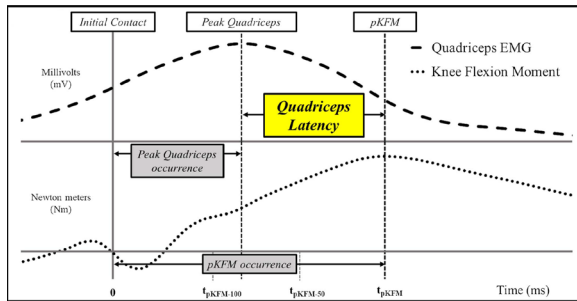 Initial Contact
Peak Quadriceps
pKFM
Quadriceps EMG
Knee Flexion Moment
Millivolts
(mV)
Quadriceps
Latency
Peak Quadriceps
occurrence
Newton meters
(Nm)
pKFM occurrence
0
tpKFM-100
tpKFM-50
tpKFM
Time (ms)